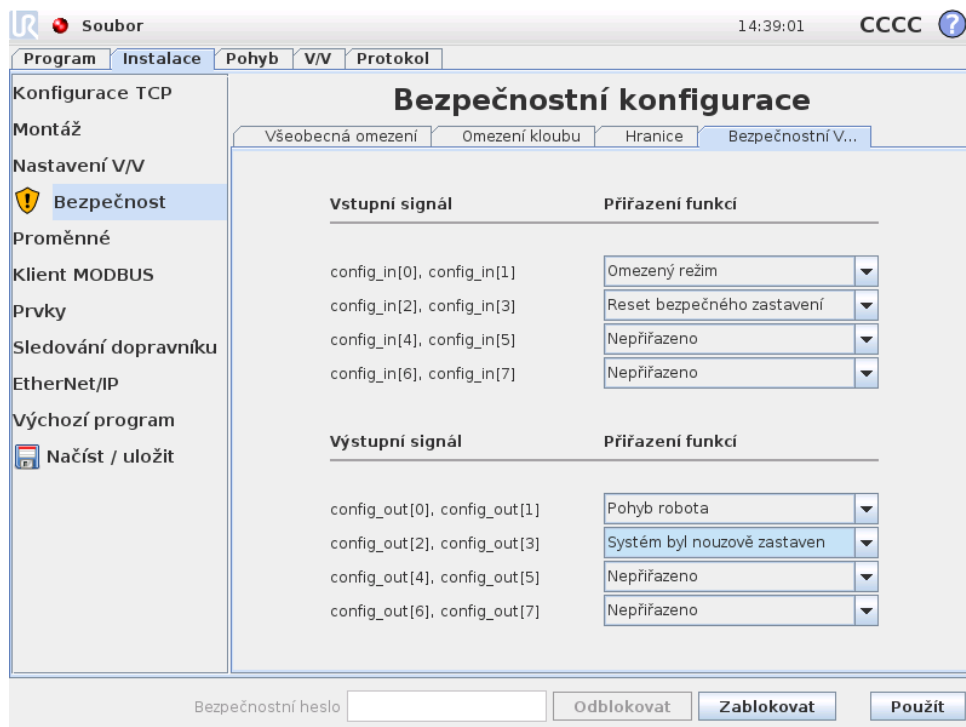 UR Soubor 14:39:01 CCCC ?
Program Instalace Pohyb V/V Protokol
Konfigurace TCP
Montáž
Nastavení V/V
Bezpečnost
Proměnné
Klient MODBUS
Prvky
Sledování dopravníku
EtherNet/IP
Výchozí program
Načíst / uložit
Bezpečnostní konfigurace
Všeobecná omezení Omezení kloubu Hranice Bezpečnostní V...
Vstupní signál Přiřazení funkcí
config_in[0], config_in[1] Omezený režim
config_in[2], config_in[3] Reset bezpečného zastavení
config_in[4], config_in[5] Nepřiřazeno
config_in[6], config_in[7] Nepřiřazeno
Výstupní signál Přiřazení funkcí
config_out[0], config_out[1] Pohyb robota
config_out[2], config_out[3] Systém byl nouzově zastaven
config_out[4], config_out[5] Nepřiřazeno
config_out[6], config_out[7] Nepřiřazeno
Bezpečnostní heslo Odblokovat Zablokovat Použít